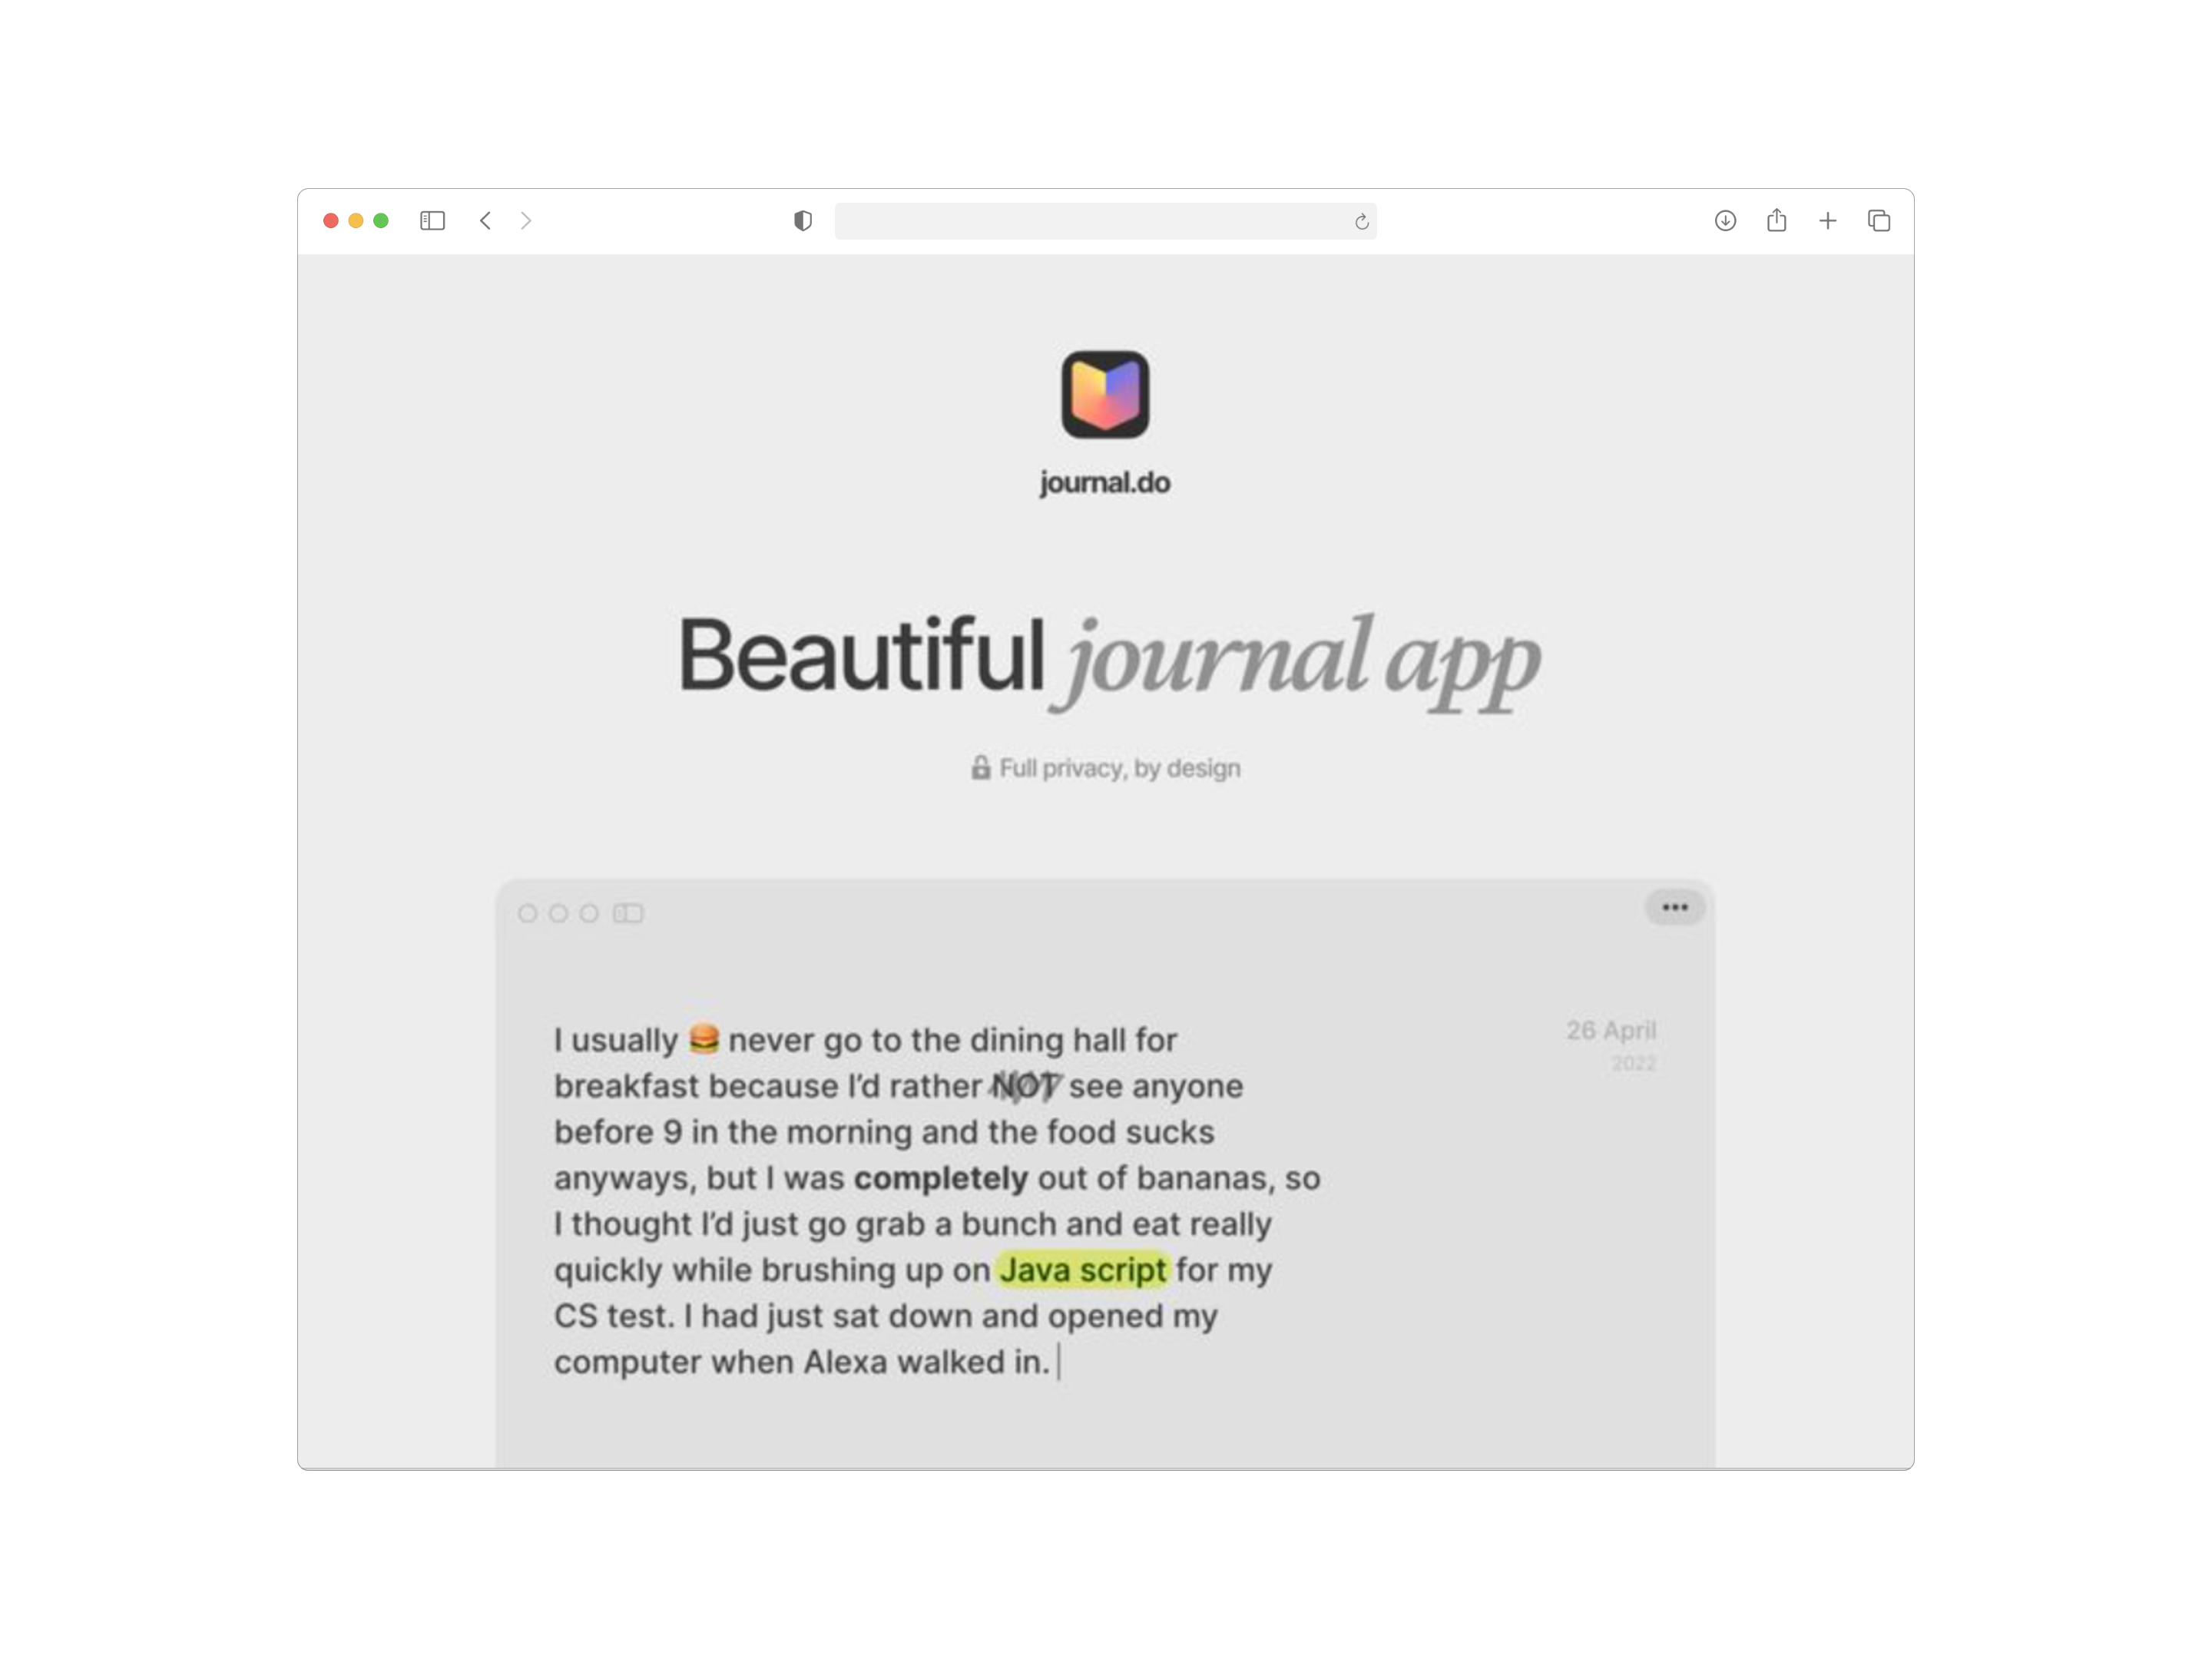 journal.do
Beautiful journal app
Full privacy, by design
I usually 🍔 never go to the dining hall for
breakfast because I’d rather NOT see anyone
before 9 in the morning and the food sucks
anyways, but I was completely out of bananas, so
I thought I’d just go grab a bunch and eat really
quickly while brushing up on Java script for my
CS test. I had just sat down and opened my
computer when Alexa walked in.
26 April
2022